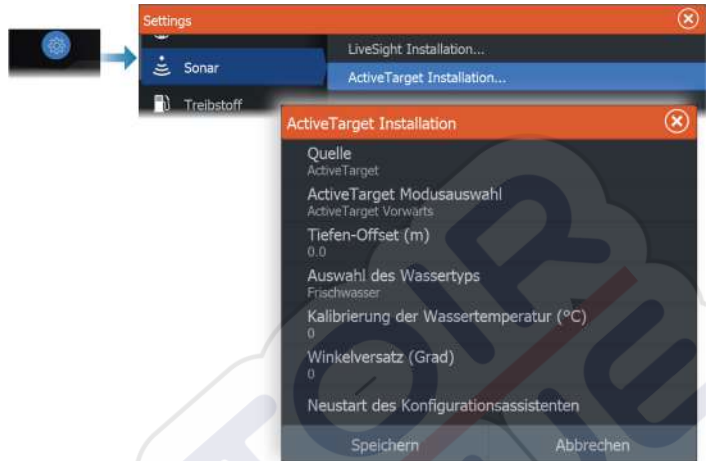 Settings
Sonar
Treibstoff
LiveSight Installation...
ActiveTarget Installation...
ActiveTarget Installation
Quelle
ActiveTarget
ActiveTarget Modusauswahl
ActiveTarget Vorwärts
Tiefen-Offset (m)
0.0
Auswahl des Wassertyps
Frischwasser
Kalibrierung der Wassertemperatur (°C)
0
Winkelversatz (Grad)
0
Neustart des Konfigurationsassistenten
Speichern
Abbrechen